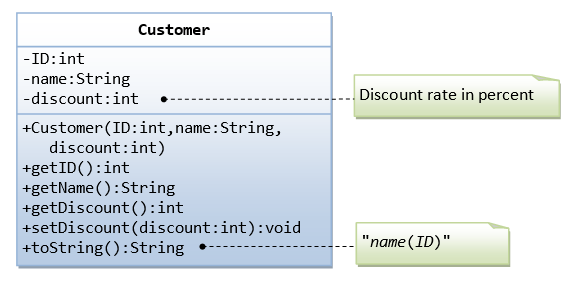 Customer
-ID:int
-name:String
-discount:int
Discount rate in percent
+Customer(ID:int,name:String,
discount:int)
+getID():int
+getName():String
+getDiscount():int
+setDiscount(discount:int):void
+toString():String
"name(ID)"